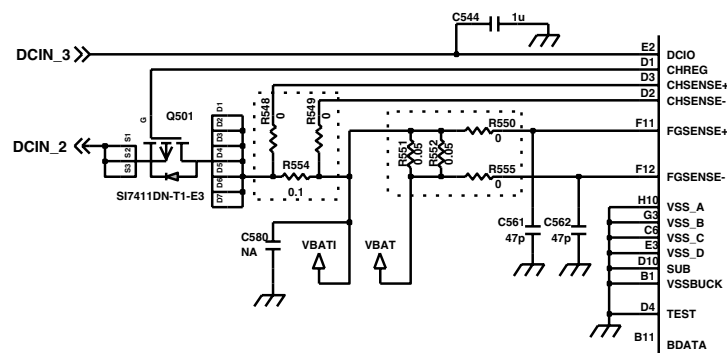 C544 1u
DCIN_3
E2 DCIO
D1 CHREG
D3 CHSENSE+
D2 CHSENSE-
R548 0
R549 0
Q501
G
D1
D2
D3
D4
D5
D6
D7
S1
S2
S3
DCIN_2
SI7411DN-T1-E3
R554
0.1
R551 0.05
R552 0.05
R550
0
R555
0
F11 FGSENSE+
F12 FGSENSE-
H10 VSS_A
G3 VSS_B
C6 VSS_C
E3 VSS_D
D10 SUB
B1 VSSBUCK
D4 TEST
B11 BDATA
C580
NA
VBATI
VBAT
C561
47p
C562
47p